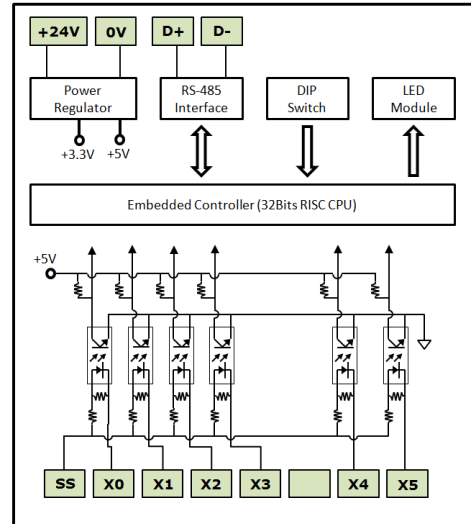 +24V 0V D+ D-
Power
Regulator
RS-485
Interface
DIP
Switch
LED
Module
+3.3V +5V
Embedded Controller (32Bits RISC CPU)
+5V
SS X0 X1 X2 X3 X4 X5